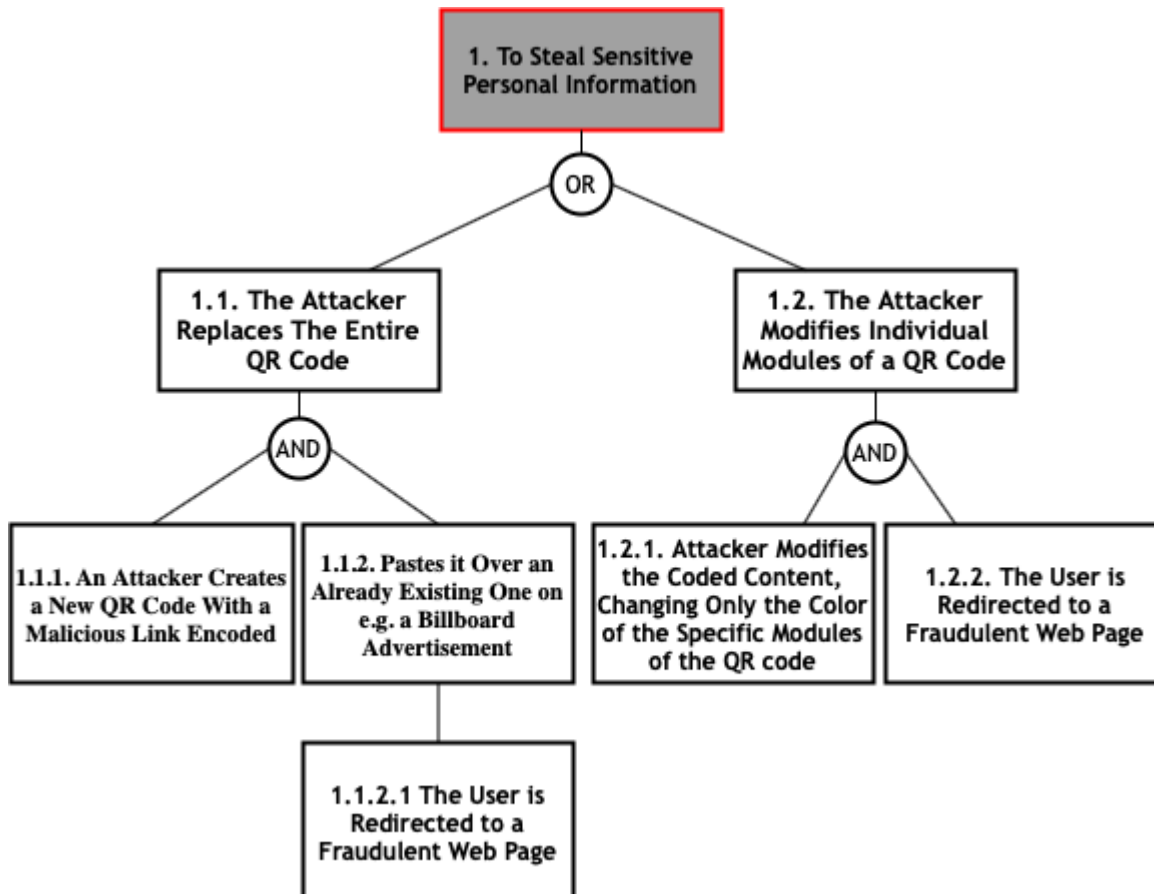 1. To Steal Sensitive
Personal Information
OR
1.1. The Attacker
Replaces The Entire
QR Code
1.2. The Attacker
Modifies Individual
Modules of a QR Code
AND
AND
1.1.1. An Attacker Creates
a New QR Code With a
Malicious Link Encoded
1.1.2. Pastes it Over an
Already Existing One on
e.g. a Billboard
Advertisement
1.2.1. Attacker Modifies
the Coded Content,
Changing Only the Color
of the Specific Modules
of the QR code
1.2.2. The User is
Redirected to a
Fraudulent Web Page
1.1.2.1 The User is
Redirected to a
Fraudulent Web Page